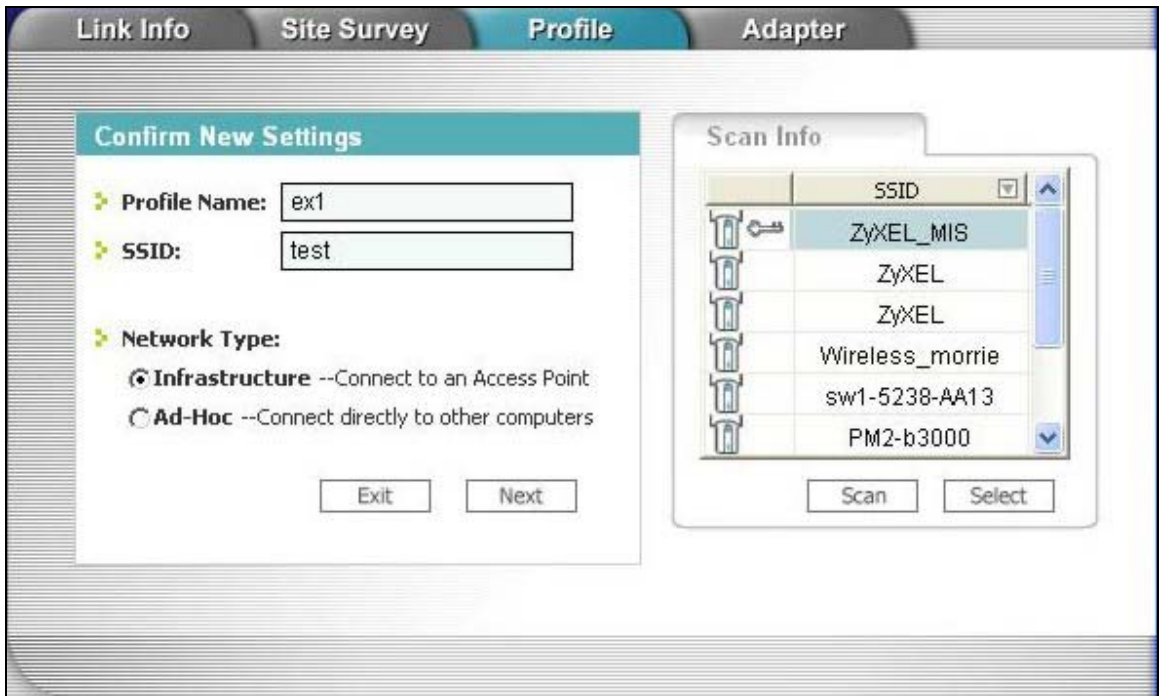 Link Info Site Survey Profile Adapter
Confirm New Settings
Profile Name: ex1
SSID: test
Network Type:
Infrastructure --Connect to an Access Point
Ad-Hoc --Connect directly to other computers
Exit Next
Scan Info
SSID
ZyXEL_MIS
ZyXEL
ZyXEL
Wireless_morrie
sw1-5238-AA13
PM2-b3000
Scan Select